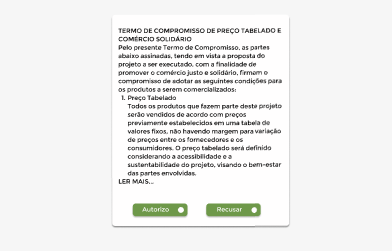 TERMO DE COMPROMISSO DE PREÇO TABELADO E
COMÉRCIO SOLIDÁRIO
Pelo presente Termo de Compromisso, as partes
abaixo assinadas, tendo em vista a proposta do
projeto a ser executado, com a finalidade de
promover o comércio justo e solidário, firmam o
compromisso de adotar as seguintes condições para
os produtos a serem comercializados:
1. Preço Tabelado
Todos os produtos que fazem parte deste projeto
serão vendidos de acordo com preços
previamente estabelecidos em uma tabela de
valores fixos, não havendo margem para variação
de preços entre os fornecedores e os
consumidores. O preço tabelado será definido
considerando a acessibilidade e a
sustentabilidade do projeto, visando o bem-estar
das partes envolvidas.
LER MAIS...
Autorizo
Recusar